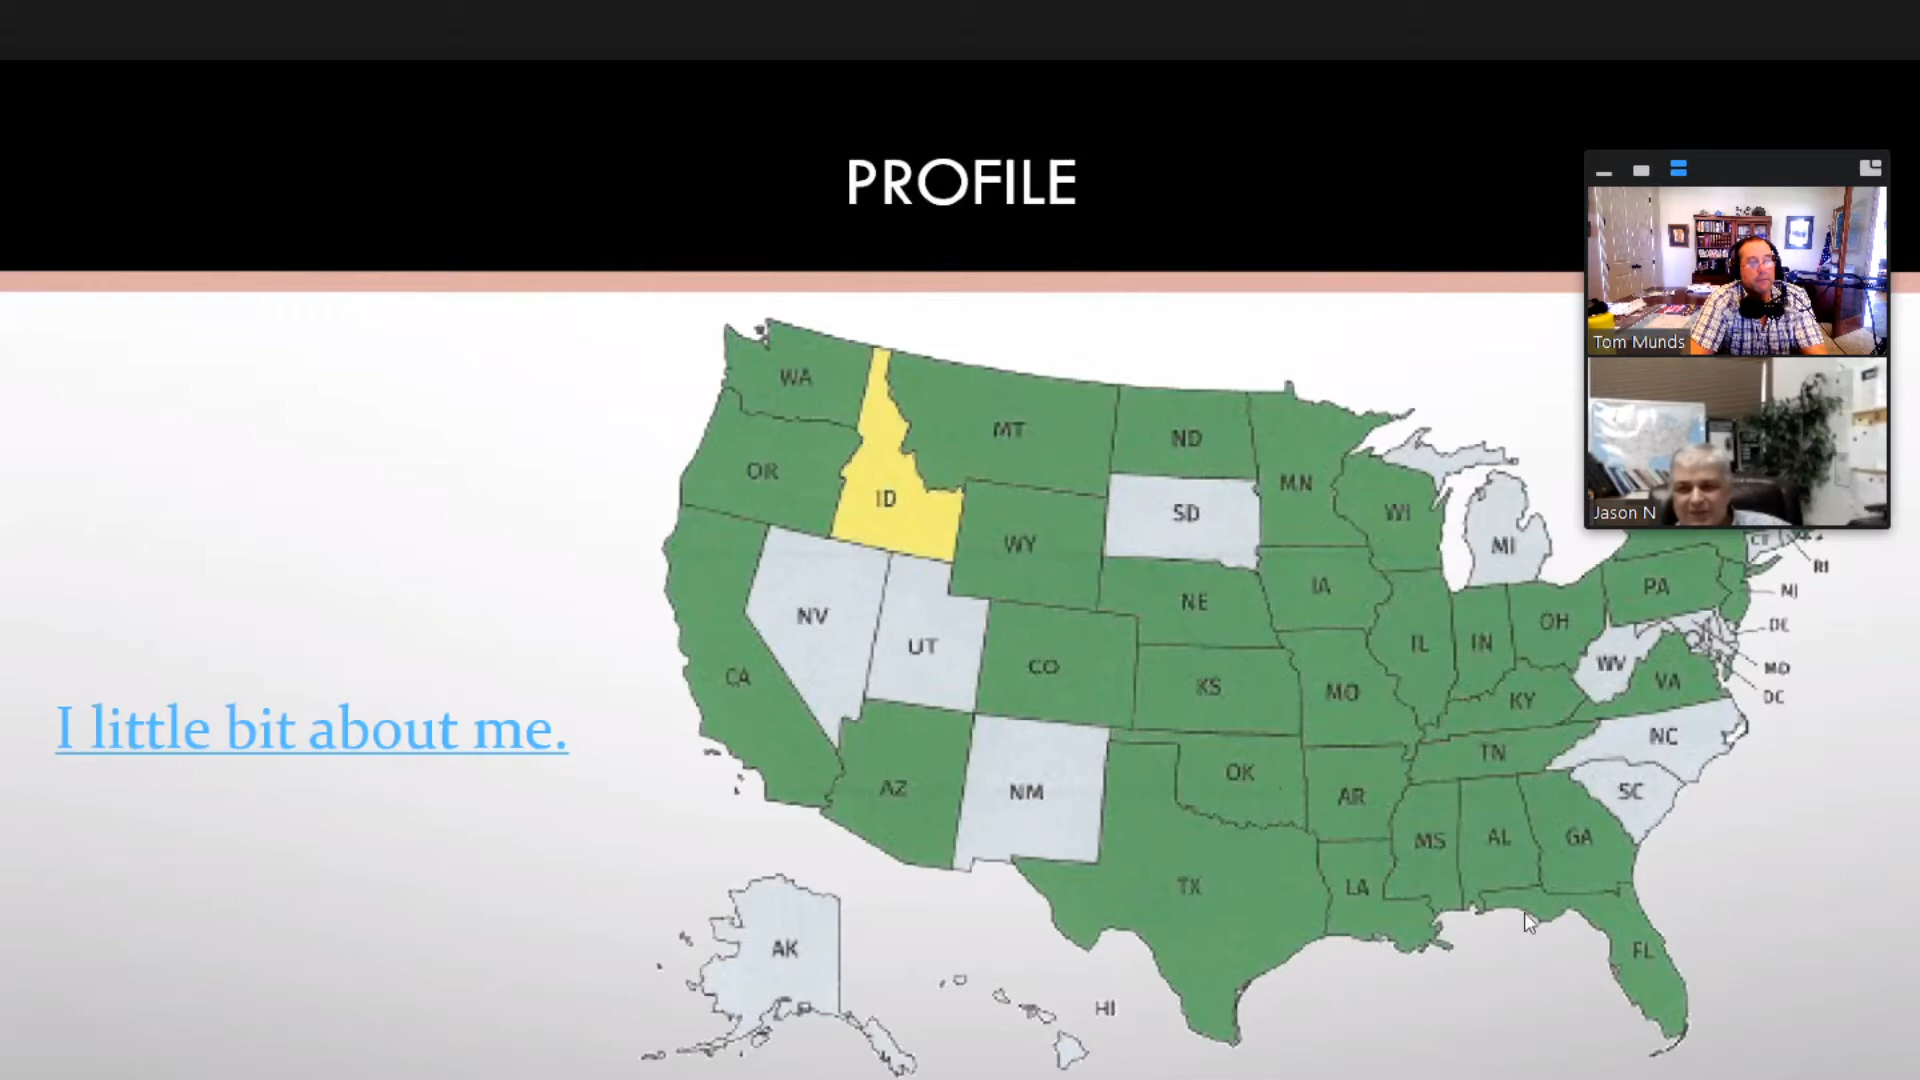 PROFILE
Tom Munds
Jason N
WA
MT
ND
MN
OR
ID
SD
WI
MI
WY
CT
RI
IA
PA
NJ
NE
OH
DE
NV
UT
IL
IN
CO
WV
MD
CA
KS
MO
KY
VA
DC
I little bit about me.
NC
TN
OK
AZ
NM
AR
SC
MS
AL
GA
TX
LA
AK
FL
HI